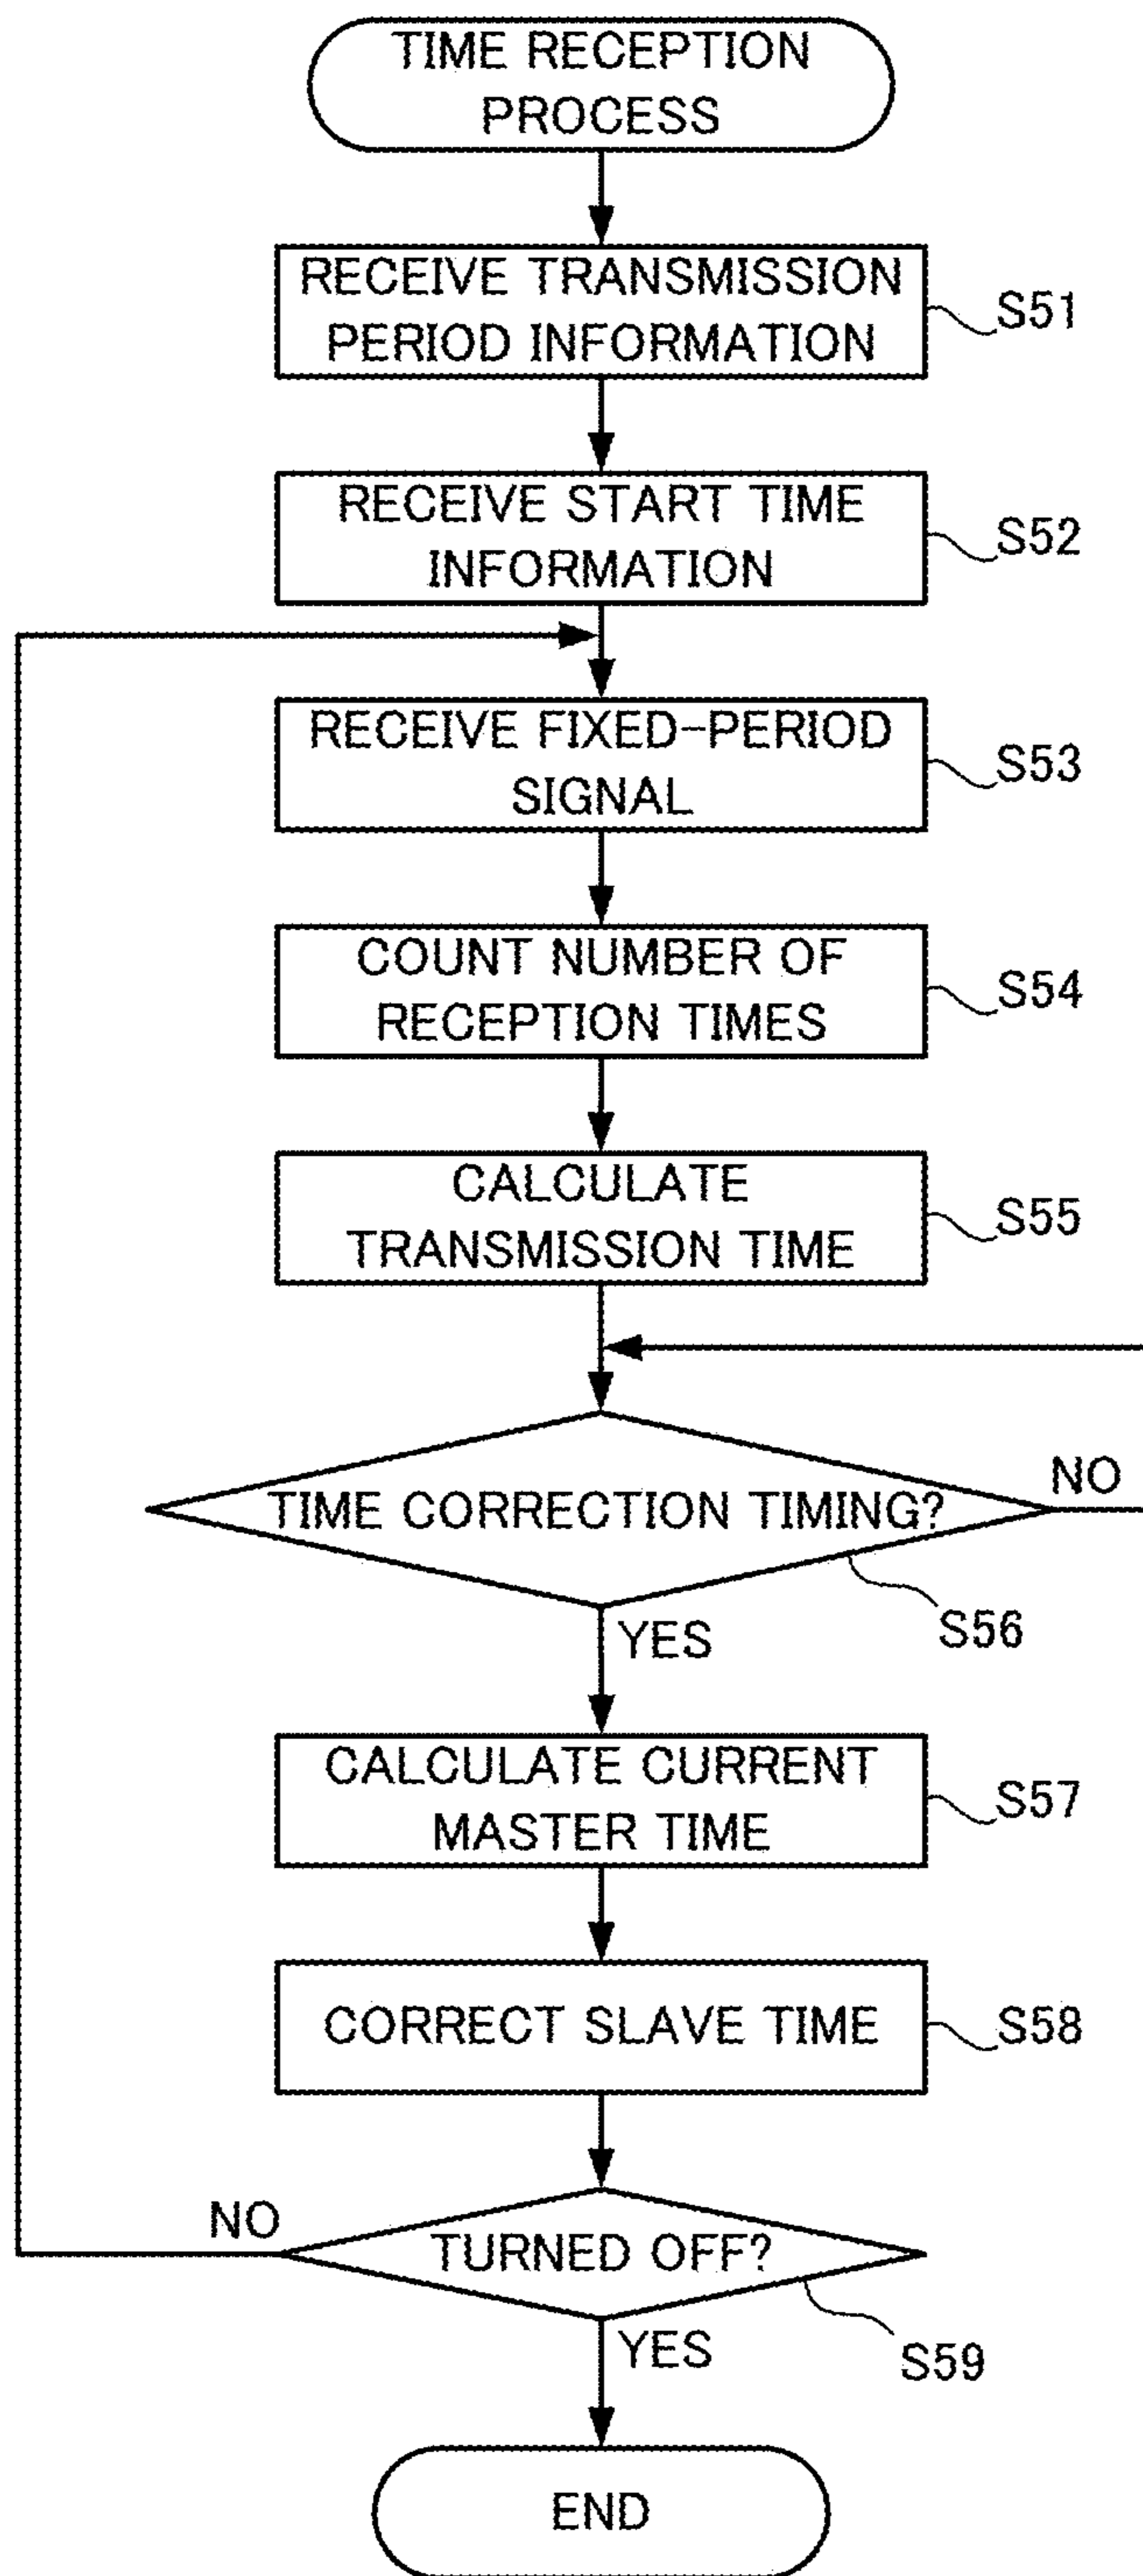 TIME RECEPTION
PROCESS
RECEIVE TRANSMISSION
PERIOD INFORMATION
S51
RECEIVE START TIME
INFORMATION
S52
RECEIVE FIXED-PERIOD
SIGNAL
S53
COUNT NUMBER OF
RECEPTION TIMES
S54
CALCULATE
TRANSMISSION TIME
S55
TIME CORRECTION TIMING?
NO
S56
YES
CALCULATE CURRENT
MASTER TIME
S57
CORRECT SLAVE TIME
S58
NO
TURNED OFF?
S59
YES
END